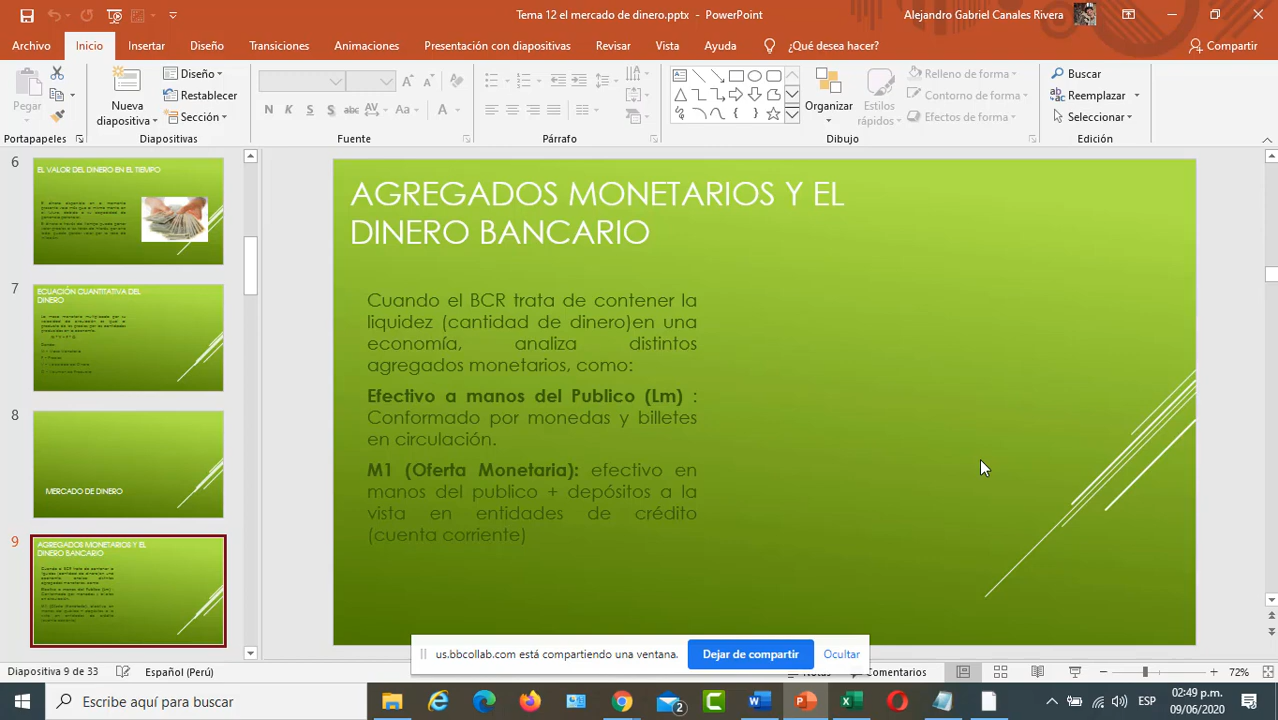 Tema 12 el mercado de dinero.pptx - PowerPoint
Alejandro Gabriel Canales Rivera
Archivo Inicio Insertar Diseño Transiciones Animaciones Presentación con diapositivas Revisar Vista Ayuda ¿Qué desea hacer? Compartir
Pegar
Nueva diapositiva
Diseño
Restablecer
Sección
N K S S abc AV Aa A
Organizar
Estilos rápidos
Relleno de forma
Contorno de forma
Efectos de forma
Buscar
Reemplazar
Seleccionar
Portapapeles Diapositivas Fuente Párrafo Dibujo Edición
6
EL VALOR DEL DINERO EN EL TIEMPO
7
ECUACIÓN CUANTITATIVA DEL
DINERO
8
MERCADO DE DINERO
9
AGREGADOS MONETARIOS Y EL
DINERO BANCARIO
AGREGADOS MONETARIOS Y EL
DINERO BANCARIO
Cuando el BCR trata de contener la
liquidez (cantidad de dinero)en una
economía, analiza distintos
agregados monetarios, como:
Efectivo a manos del Publico (Lm) :
Conformado por monedas y billetes
en circulación.
M1 (Oferta Monetaria): efectivo en
manos del publico + depósitos a la
vista en entidades de crédito
(cuenta corriente)
us.bbcollab.com está compartiendo una ventana. Dejar de compartir Ocultar
Diapositiva 9 de 33 Español (Perú) Notas Comentarios 72%
Escribe aquí para buscar
2
ESP
02:49 p.m.
09/06/2020